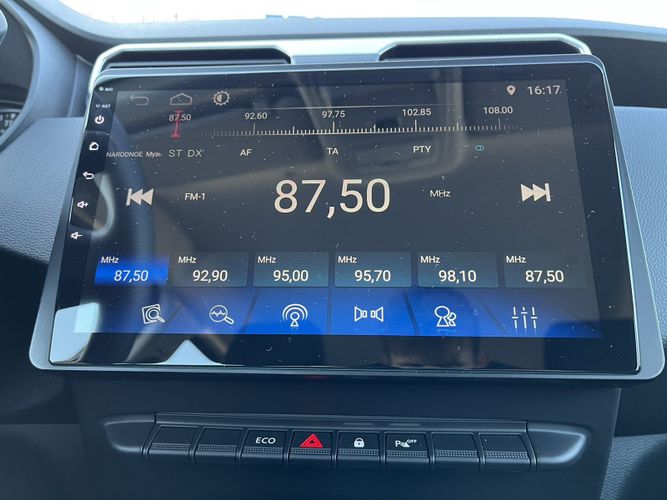 MIC
16:17
RST
87.50 92.60 97.75 102.85 108.00
NARODNOE ST DX AF TA PTY
FM-1 87,50 MHz
MHz MHz MHz MHz MHz MHz
87,50 92,90 95,00 95,70 98,10 87,50
ECO OFF